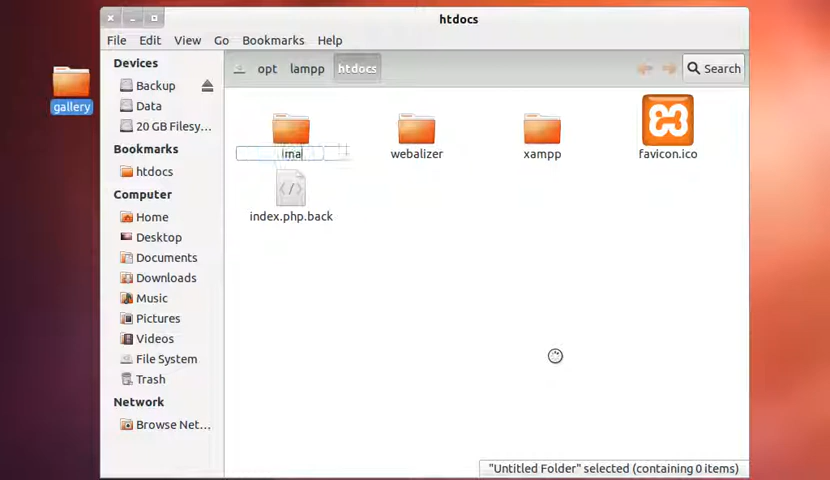 htdocs
File Edit View Go Bookmarks Help
gallery
Devices
Backup
Data
20 GB Filesy...
Bookmarks
htdocs
Computer
Home
Desktop
Documents
Downloads
Music
Pictures
Videos
File System
Trash
Network
Browse Net...
opt lampp htdocs
Search
ima webalizer xampp favicon.ico
index.php.back
"Untitled Folder" selected (containing 0 items)